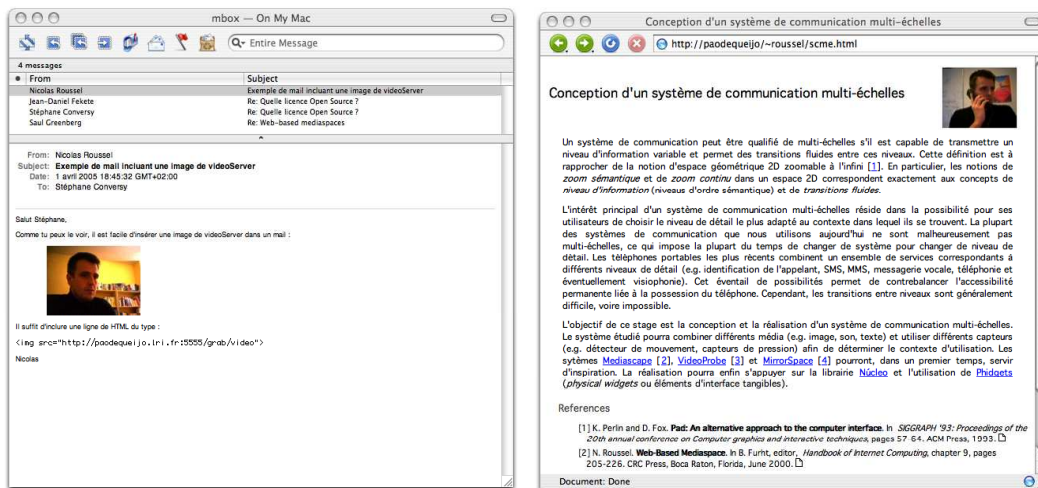 mbox — On My Mac
Entire Message
4 messages
From Subject
Nicolas Roussel Exemple de mail incluant une image de videoServer
Jean-Daniel Fekete Re: Quelle licence Open Source ?
Stéphane Conversy Re: Quelle licence Open Source ?
Saul Greenberg Re: Web-based mediaspaces
From: Nicolas Roussel
Subject: Exemple de mail incluant une image de videoServer
Date: 1 avril 2005 18:45:32 GMT+02:00
To: Stéphane Conversy
Salut Stéphane,
Comme tu peux le voir, il est facile d'insérer une image de videoServer dans un mail :
Il suffit d'inclure une ligne de HTML du type :
<img src="http://paodequeijo.lri.fr:5555/grab/video">
Nicolas
Conception d'un système de communication multi-échelles
http://paodequeijo/~roussel/scme.html
Conception d'un système de communication multi-échelles
Un système de communication peut être qualifié de multi-échelles s'il est capable de transmettre un
niveau d'information variable et permet des transitions fluides entre ces niveaux. Cette définition est à
rapprocher de la notion d'espace géométrique 2D zoomable à l'infini [1]. En particulier, les notions de
zoom sémantique et de zoom continu dans un espace 2D correspondent exactement aux concepts de
niveau d'information (niveaus d'ordre sémantique) et de transitions fluides.
L'intérêt principal d'un système de communication multi-échelles réside dans la possibilité pour ses
utilisateurs de choisir le niveau de détail le plus adapté au contexte dans lequel ils se trouvent. La plupart
des systèmes de communication que nous utilisons aujourd'hui ne sont malheureusement pas
multi-échelles, ce qui impose la plupart du temps de changer de système pour changer de niveau de
détail. Les téléphones portables les plus récents combinent un ensemble de services correspondants à
différents niveaux de détail (e.g. identification de l'appelant, SMS, MMS, messagerie vocale, téléphonie et
éventuellement visiophonie). Cet éventail de possibilités permet de contrebalancer l'accessibilité
permanente liée à la possession du téléphone. Cependant, les transitions entre niveaux sont généralement
difficile, voire impossible.
L'objectif de ce stage est la conception et la réalisation d'un système de communication multi-échelles.
Le système étudié pourra combiner différents média (e.g. image, son, texte) et utiliser différents capteurs
(e.g. détecteur de mouvement, capteurs de pression) afin de déterminer le contexte d'utilisation. Les
sytèmes Mediascape [2], VideoProbe [3] et MirrorSpace [4] pourront, dans un premier temps, servir
d'inspiration. La réalisation pourra enfin s'appuyer sur la librairie Núcleo et l'utilisation de Phidgets
(physical widgets ou éléments d'interface tangibles).
References
[1] K. Perlin and D. Fox. Pad: An alternative approach to the computer interface. In SIGGRAPH '93: Proceedings of the
20th annual conference on Computer graphics and interactive techniques, pages 57-64. ACM Press, 1993.
[2] N. Roussel. Web-Based Mediaspace. In B. Furht, editor, Handbook of Internet Computing, chapter 9, pages
205-226. CRC Press, Boca Raton, Florida, June 2000.
Document: Done